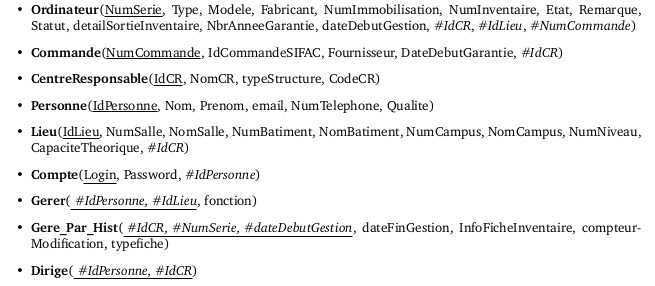 • Ordinateur(NumSerie, Type, Modele, Fabricant, NumImmobilisation, NumInventaire, Etat, Remarque,
Statut, detailSortieInventaire, NbrAnneeGarantie, dateDebutGestion, #IdCR, #IdLieu, #NumCommande)
• Commande(NumCommande, IdCommandeSIFAC, Fournisseur, DateDebutGarantie, #IdCR)
• CentreResponsable(IdCR, NomCR, typeStructure, CodeCR)
• Personne(IdPersonne, Nom, Prenom, email, NumTelephone, Qualite)
• Lieu(IdLieu, NumSalle, NomSalle, NumBatiment, NomBatiment, NumCampus, NomCampus, NumNiveau,
CapaciteTheorique, #IdCR)
• Compte(Login, Password, #IdPersonne)
• Gerer( #IdPersonne, #IdLieu, fonction)
• Gere_Par_Hist( #IdCR, #NumSerie, #dateDebutGestion, dateFinGestion, InfoFicheInventaire, compteur-
Modification, typefiche)
• Dirige( #IdPersonne, #IdCR)